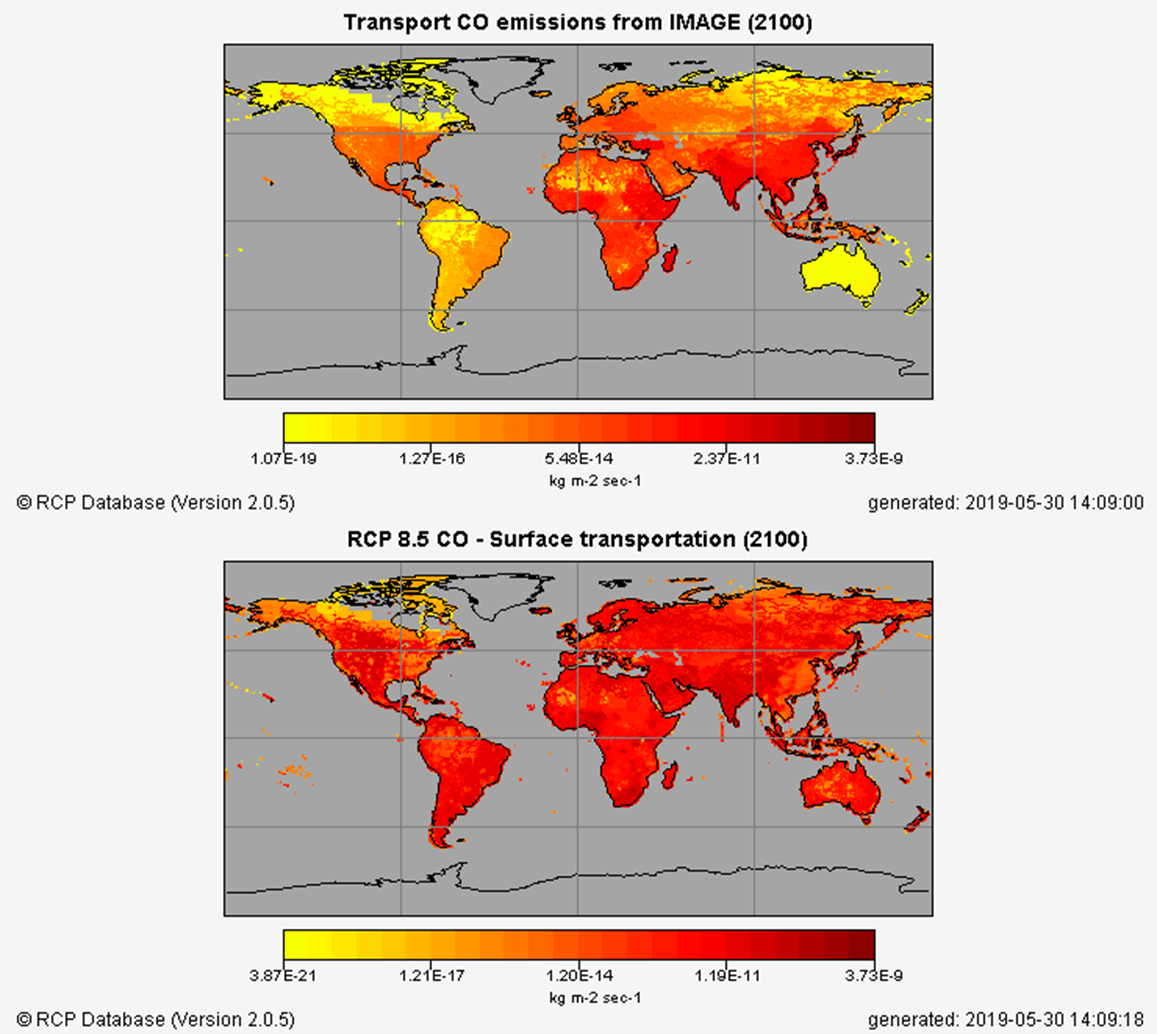 Transport CO emissions from IMAGE (2100)
1.07E-19 1.27E-16 5.48E-14 2.37E-11 3.73E-9
kg m-2 sec-1
© RCP Database (Version 2.0.5) generated: 2019-05-30 14:09:00
RCP 8.5 CO - Surface transportation (2100)
3.87E-21 1.21E-17 1.20E-14 1.19E-11 3.73E-9
kg m-2 sec-1
© RCP Database (Version 2.0.5) generated: 2019-05-30 14:09:18